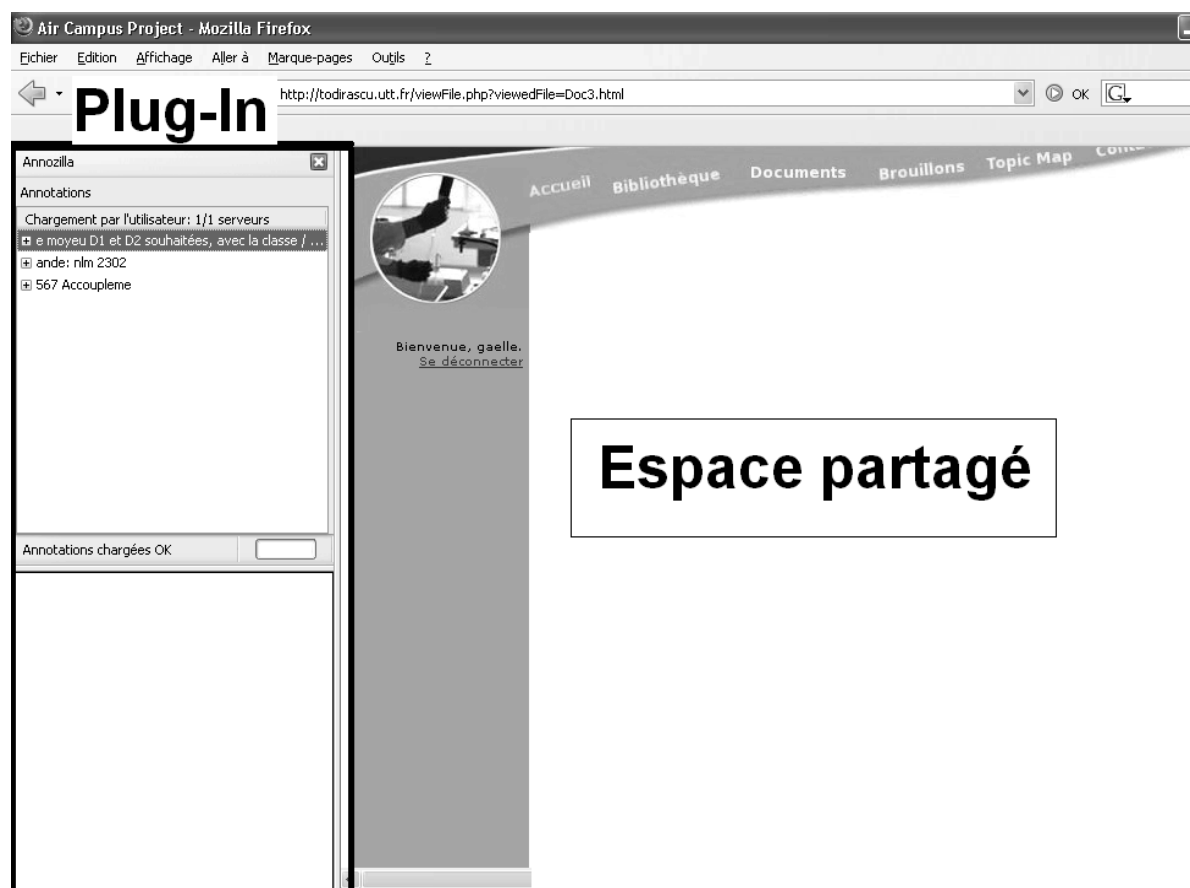 Air Campus Project - Mozilla Firefox
Fichier Edition Affichage Aller à Marque-pages Outils ?
Plug-In
http://todirascu.utt.fr/viewFile.php?viewedFile=Doc3.html OK G
Annozilla
Annotations
Chargement par l'utilisateur: 1/1 serveurs
e moyeu D1 et D2 souhaitées, avec la classe / ...
ande: nlm 2302
567 Accoupleme
Annotations chargées OK
Accueil Bibliothèque Documents Brouillons Topic Map
Bienvenue, gaelle.
Se déconnecter
Espace partagé